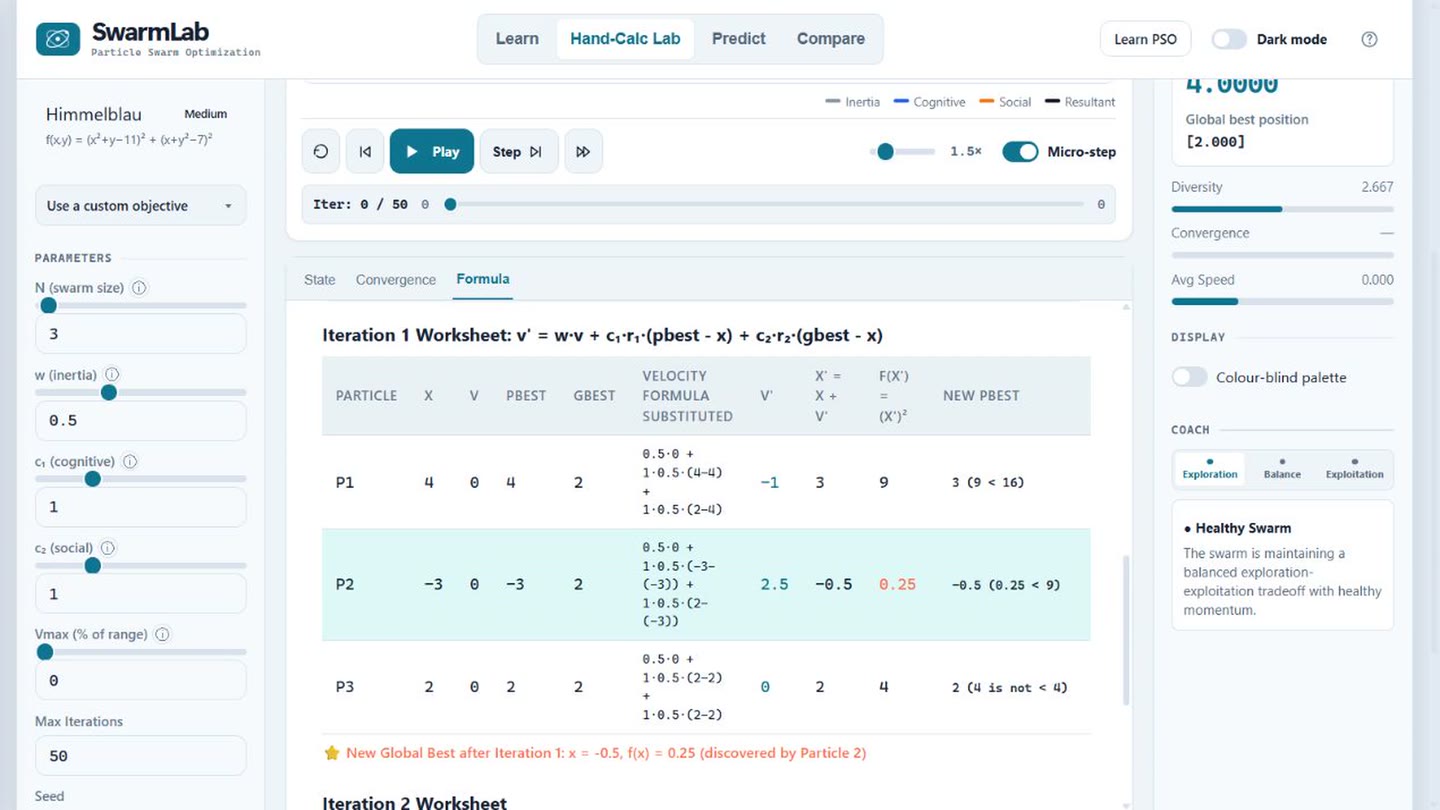 SwarmLab
Particle Swarm Optimization
Learn
Hand-Calc Lab
Predict
Compare
Learn PSO
Dark mode
Himmelblau
Medium
f(x,y) = (x²+y−11)² + (x+y²−7)²
Use a custom objective
PARAMETERS
N (swarm size)
3
w (inertia)
0.5
c₁ (cognitive)
1
c₂ (social)
1
Vmax (% of range)
0
Max Iterations
50
Seed
Inertia
Cognitive
Social
Resultant
Play
Step
1.5×
Micro-step
Iter: 0 / 50
0
0
State
Convergence
Formula
Iteration 1 Worksheet: v' = w·v + c₁·r₁·(pbest - x) + c₂·r₂·(gbest - x)
PARTICLE
X
V
PBEST
GBEST
VELOCITY
FORMULA
SUBSTITUTED
V'
X' =
X +
V'
F(X')
=
(X')²
NEW PBEST
P1
4
0
4
2
0.5·0 +
1·0.5·(4−4)
+
1·0.5·(2−4)
−1
3
9
3 (9 < 16)
P2
−3
0
−3
2
0.5·0 +
1·0.5·(−3−
(−3)) +
1·0.5·(2−
(−3))
2.5
−0.5
0.25
−0.5 (0.25 < 9)
P3
2
0
2
2
0.5·0 +
1·0.5·(2−2)
+
1·0.5·(2−2)
0
2
4
2 (4 is not < 4)
New Global Best after Iteration 1: x = -0.5, f(x) = 0.25 (discovered by Particle 2)
Iteration 2 Worksheet
4.0000
Global best position
[2.000]
Diversity
2.667
Convergence
—
Avg Speed
0.000
DISPLAY
Colour-blind palette
COACH
Exploration
Balance
Exploitation
● Healthy Swarm
The swarm is maintaining a
balanced exploration-
exploitation tradeoff with healthy
momentum.